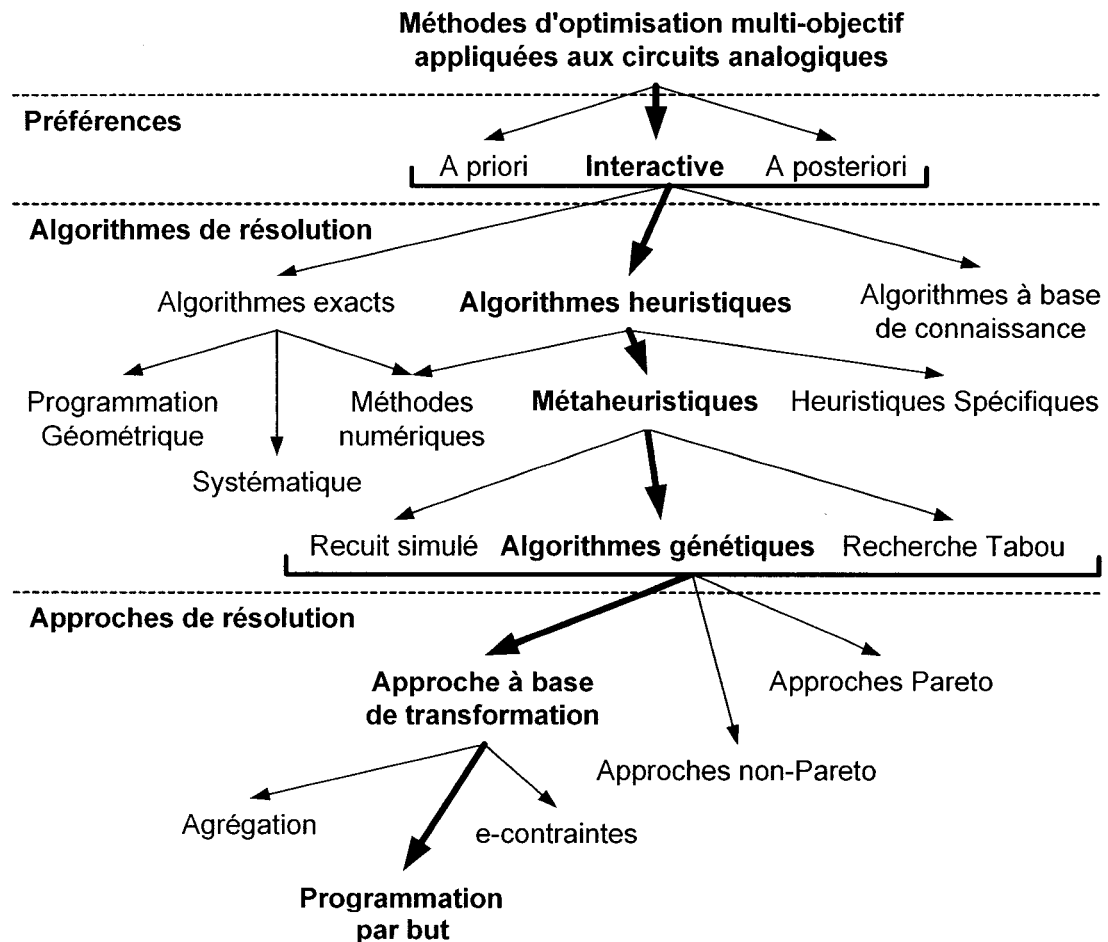 Méthodes d'optimisation multi-objectif
appliquées aux circuits analogiques
Préférences
A priori Interactive A posteriori
Algorithmes de résolution
Algorithmes exacts
Algorithmes heuristiques
Algorithmes à base
de connaissance
Programmation
Géométrique
Méthodes
numériques
Métaheuristiques
Heuristiques Spécifiques
Systématique
Recuit simulé Algorithmes génétiques Recherche Tabou
Approches de résolution
Approche à base
de transformation
Approches Pareto
Approches non-Pareto
Agrégation
e-contraintes
Programmation
par but